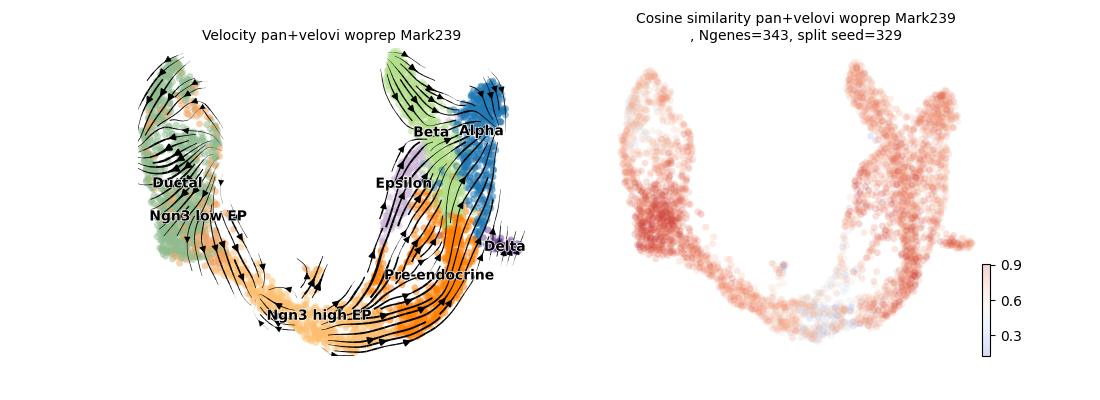 Velocity pan+velovi woprep Mark239
Beta
Alpha
Ductal
Epsilon
Ngn3 low EP
Delta
Pre-endocrine
Ngn3 high EP
Cosine similarity pan+velovi woprep Mark239
, Ngenes=343, split seed=329
0.9
0.6
0.3